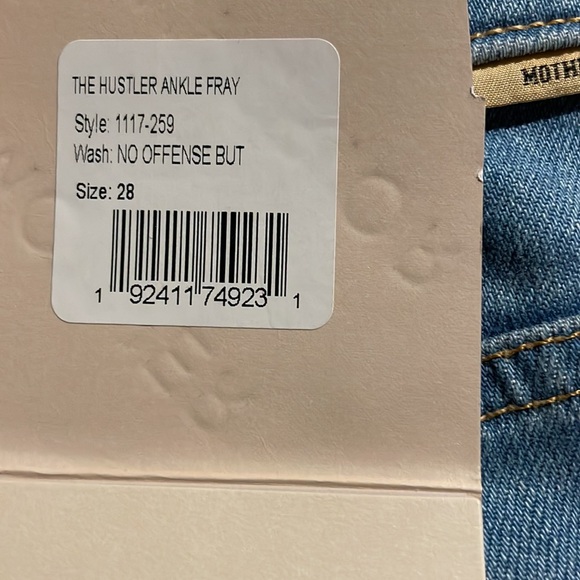 THE HUSTLER ANKLE FRAY
Style: 1117-259
Wash: NO OFFENSE BUT
Size: 28
1 92411 74923 1
MOTH